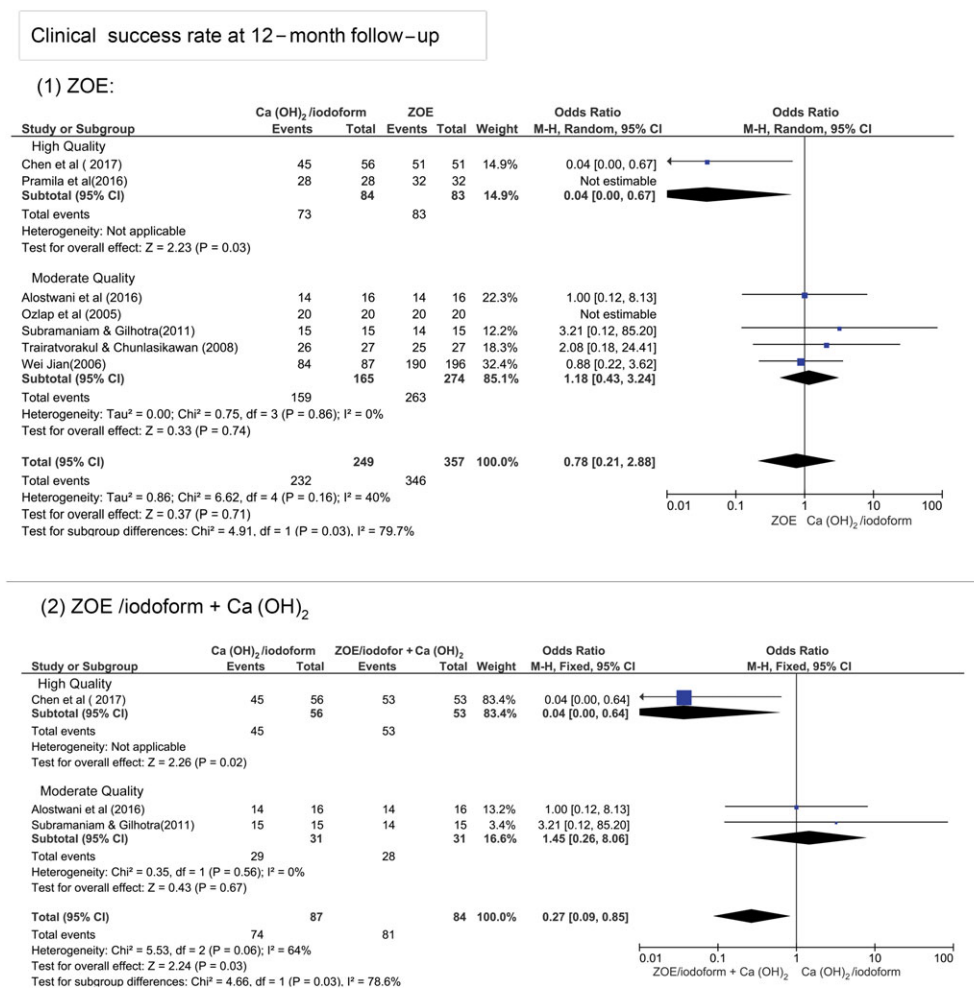 Clinical success rate at 12-month follow-up
(1) ZOE:
Ca (OH)₂ /iodoform ZOE Odds Ratio Odds Ratio
Study or Subgroup Events Total Events Total Weight M-H, Random, 95% CI M-H, Random, 95% CI
High Quality
Chen et al ( 2017) 45 56 51 51 14.9% 0.04 [0.00, 0.67]
Pramila et al(2016) 28 28 32 32 Not estimable
Subtotal (95% CI) 84 83 14.9% 0.04 [0.00, 0.67]
Total events 73 83
Heterogeneity: Not applicable
Test for overall effect: Z = 2.23 (P = 0.03)
Moderate Quality
Alostwani et al (2016) 14 16 14 16 22.3% 1.00 [0.12, 8.13]
Ozlap et al (2005) 20 20 20 20 Not estimable
Subramaniam & Gilhotra(2011) 15 15 14 15 12.2% 3.21 [0.12, 85.20]
Trairatvorakul & Chunlasikawan (2008) 26 27 25 27 18.3% 2.08 [0.18, 24.41]
Wei Jian(2006) 84 87 190 196 32.4% 0.88 [0.22, 3.62]
Subtotal (95% CI) 165 274 85.1% 1.18 [0.43, 3.24]
Total events 159 263
Heterogeneity: Tau² = 0.00; Chi² = 0.75, df = 3 (P = 0.86); I² = 0%
Test for overall effect: Z = 0.33 (P = 0.74)
Total (95% CI) 249 357 100.0% 0.78 [0.21, 2.88]
Total events 232 346
Heterogeneity: Tau² = 0.86; Chi² = 6.62, df = 4 (P = 0.16); I² = 40%
Test for overall effect: Z = 0.37 (P = 0.71)
Test for subgroup differences: Chi² = 4.91, df = 1 (P = 0.03), I² = 79.7%
0.01 0.1 1 10 100
ZOE Ca (OH)₂ /iodoform
(2) ZOE /iodoform + Ca (OH)₂
Ca (OH)₂ /iodoform ZOE/iodofor + Ca (OH)₂ Odds Ratio Odds Ratio
Study or Subgroup Events Total Events Total Weight M-H, Fixed, 95% CI M-H, Fixed, 95% CI
High Quality
Chen et al ( 2017) 45 56 53 53 83.4% 0.04 [0.00, 0.64]
Subtotal (95% CI) 56 53 83.4% 0.04 [0.00, 0.64]
Total events 45 53
Heterogeneity: Not applicable
Test for overall effect: Z = 2.26 (P = 0.02)
Moderate Quality
Alostwani et al (2016) 14 16 14 16 13.2% 1.00 [0.12, 8.13]
Subramaniam & Gilhotra(2011) 15 15 14 15 3.4% 3.21 [0.12, 85.20]
Subtotal (95% CI) 31 31 16.6% 1.45 [0.26, 8.06]
Total events 29 28
Heterogeneity: Chi² = 0.35, df = 1 (P = 0.56); I² = 0%
Test for overall effect: Z = 0.43 (P = 0.67)
Total (95% CI) 87 84 100.0% 0.27 [0.09, 0.85]
Total events 74 81
Heterogeneity: Chi² = 5.53, df = 2 (P = 0.06); I² = 64%
Test for overall effect: Z = 2.24 (P = 0.03)
Test for subgroup differences: Chi² = 4.66, df = 1 (P = 0.03), I² = 78.6%
0.01 0.1 1 10 100
ZOE/iodoform + Ca (OH)₂ Ca (OH)₂ /iodoform